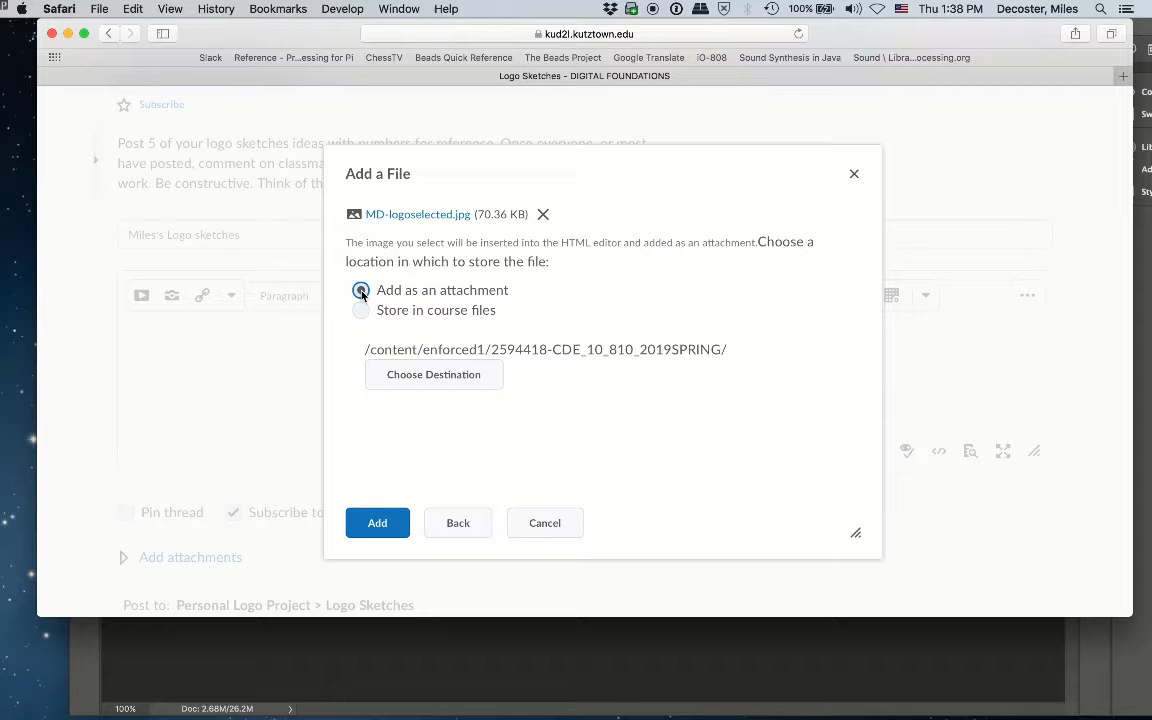 Safari File Edit View History Bookmarks Develop Window Help 100% Thu 1:38 PM Decoster, Miles
kud2l.kutztown.edu
Slack Reference - Pr...essing for Pi ChessTV Beads Quick Reference The Beads Project Google Translate iO-808 Sound Synthesis in Java Sound \ Libra...ocessing.org
Logo Sketches - DIGITAL FOUNDATIONS
Subscribe
Post 5 of your logo sketches ideas with numbers for reference. Once everyone, or most
have posted, comment on classma
work. Be constructive. Think of th
Miles's Logo sketches
Paragraph
Add a File
MD-logoselected.jpg (70.36 KB)
The image you select will be inserted into the HTML editor and added as an attachment.Choose a
location in which to store the file:
Add as an attachment
Store in course files
/content/enforced1/2594418-CDE_10_810_2019SPRING/
Choose Destination
Add Back Cancel
Pin thread Subscribe to
Add attachments
Post to: Personal Logo Project > Logo Sketches
Co
Sw
Lib
Ad
Sty
100% Doc: 2.68M/26.2M